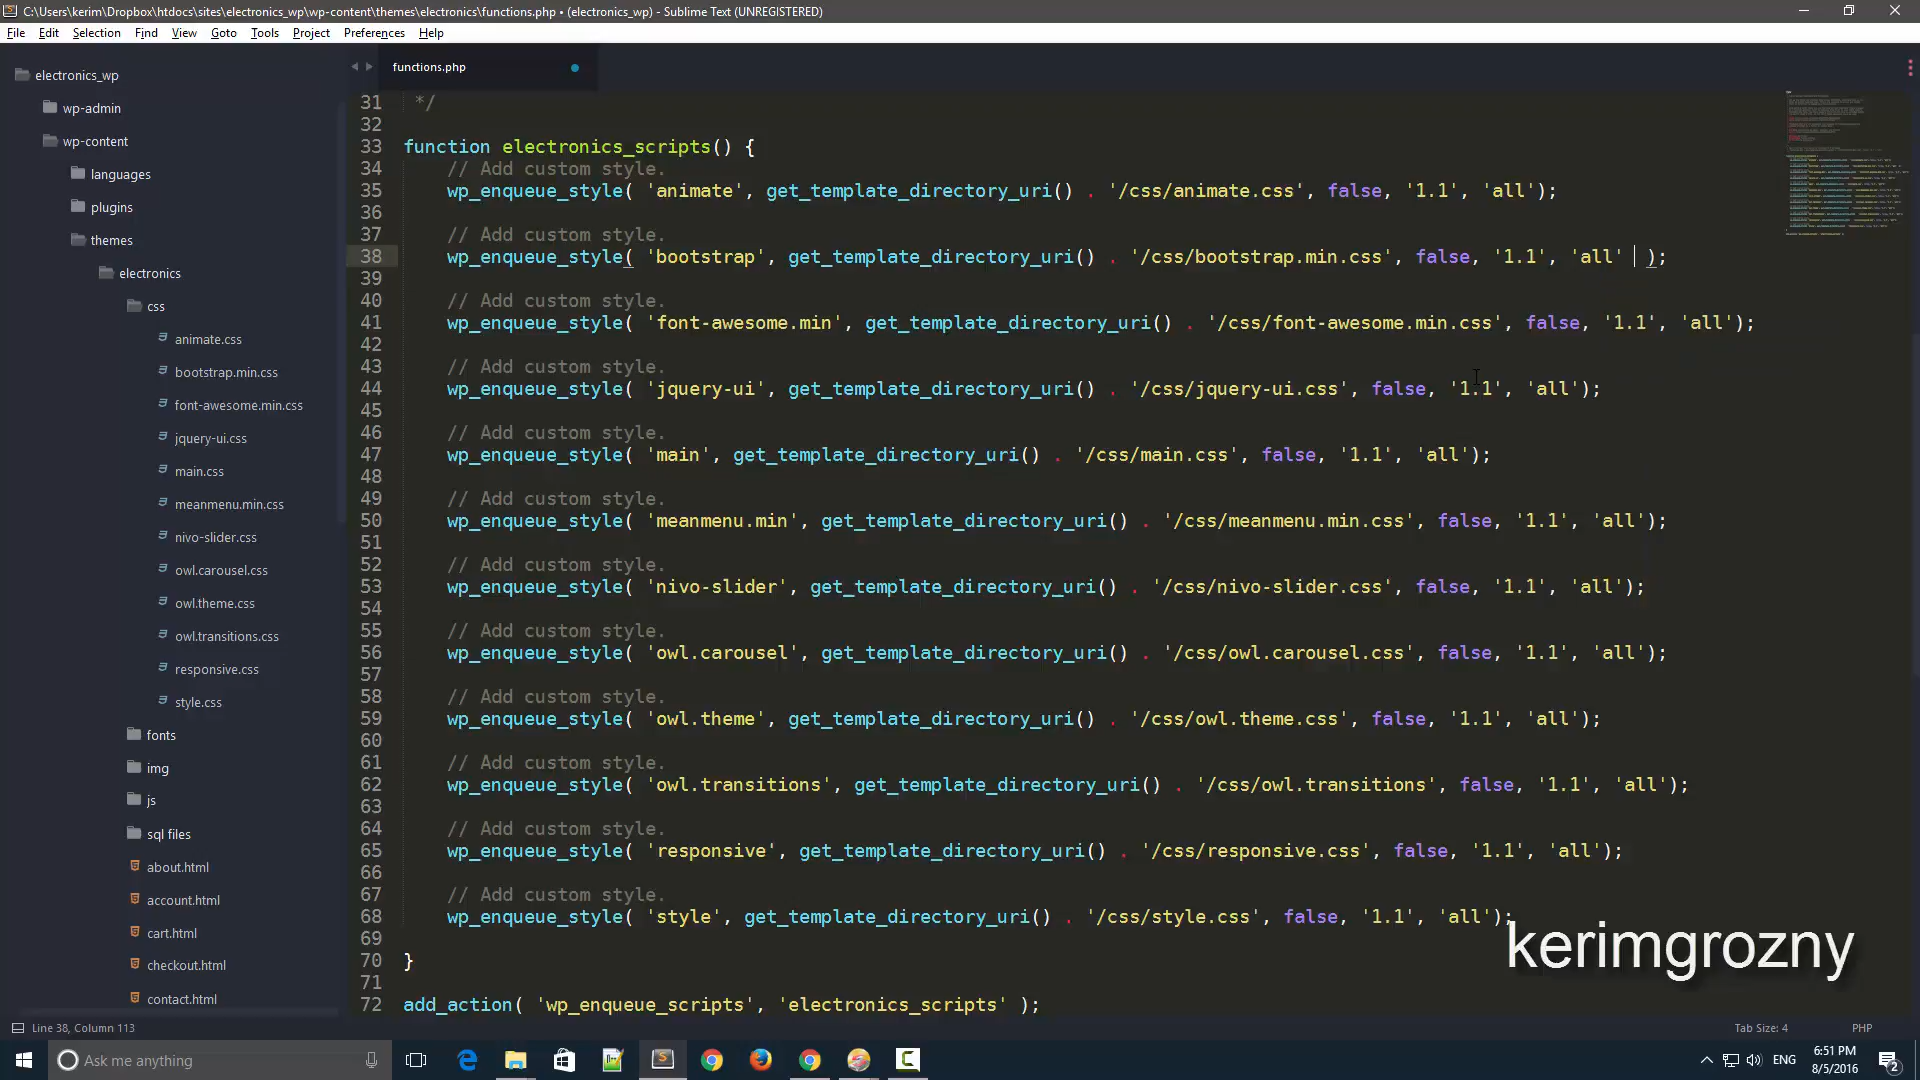 C:\Users\kerim\Dropbox\htdocs\sites\electronics_wp\wp-content\themes\electronics\functions.php • (electronics_wp) - Sublime Text (UNREGISTERED)
File Edit Selection Find View Goto Tools Project Preferences Help
electronics_wp
wp-admin
wp-content
languages
plugins
themes
electronics
css
animate.css
bootstrap.min.css
font-awesome.min.css
jquery-ui.css
main.css
meanmenu.min.css
nivo-slider.css
owl.carousel.css
owl.theme.css
owl.transitions.css
responsive.css
style.css
fonts
img
js
sql files
about.html
account.html
cart.html
checkout.html
contact.html
functions.php
31 */
32
33 function electronics_scripts() {
34 // Add custom style.
35 wp_enqueue_style( 'animate', get_template_directory_uri() . '/css/animate.css', false, '1.1', 'all');
36
37 // Add custom style.
38 wp_enqueue_style( 'bootstrap', get_template_directory_uri() . '/css/bootstrap.min.css', false, '1.1', 'all' );
39
40 // Add custom style.
41 wp_enqueue_style( 'font-awesome.min', get_template_directory_uri() . '/css/font-awesome.min.css', false, '1.1', 'all');
42
43 // Add custom style.
44 wp_enqueue_style( 'jquery-ui', get_template_directory_uri() . '/css/jquery-ui.css', false, '1.1', 'all');
45
46 // Add custom style.
47 wp_enqueue_style( 'main', get_template_directory_uri() . '/css/main.css', false, '1.1', 'all');
48
49 // Add custom style.
50 wp_enqueue_style( 'meanmenu.min', get_template_directory_uri() . '/css/meanmenu.min.css', false, '1.1', 'all');
51
52 // Add custom style.
53 wp_enqueue_style( 'nivo-slider', get_template_directory_uri() . '/css/nivo-slider.css', false, '1.1', 'all');
54
55 // Add custom style.
56 wp_enqueue_style( 'owl.carousel', get_template_directory_uri() . '/css/owl.carousel.css', false, '1.1', 'all');
57
58 // Add custom style.
59 wp_enqueue_style( 'owl.theme', get_template_directory_uri() . '/css/owl.theme.css', false, '1.1', 'all');
60
61 // Add custom style.
62 wp_enqueue_style( 'owl.transitions', get_template_directory_uri() . '/css/owl.transitions', false, '1.1', 'all');
63
64 // Add custom style.
65 wp_enqueue_style( 'responsive', get_template_directory_uri() . '/css/responsive.css', false, '1.1', 'all');
66
67 // Add custom style.
68 wp_enqueue_style( 'style', get_template_directory_uri() . '/css/style.css', false, '1.1', 'all');
69
70 }
71
72 add_action( 'wp_enqueue_scripts', 'electronics_scripts' );
kerimgrozny
Line 38, Column 113
Tab Size: 4 PHP
Ask me anything
ENG
6:51 PM
8/5/2016
2